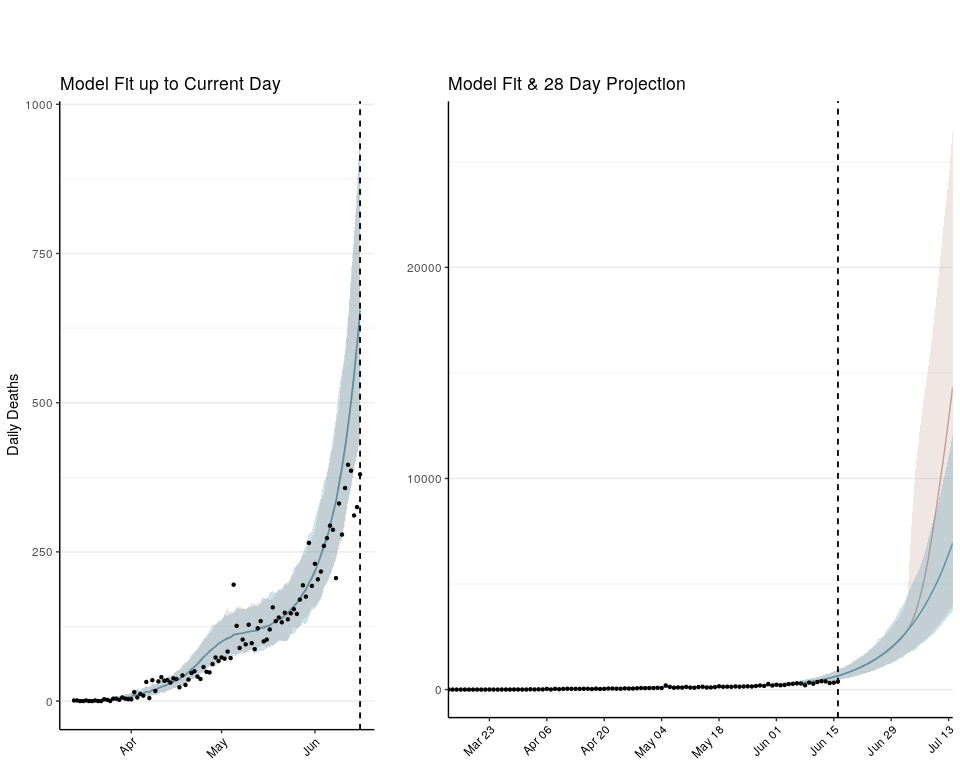 Model Fit up to Current Day
Model Fit & 28 Day Projection
Daily Deaths
1000
750
500
250
0
Apr
May
Jun
20000
10000
0
Mar 23
Apr 06
Apr 20
May 04
May 18
Jun 01
Jun 15
Jun 29
Jul 13